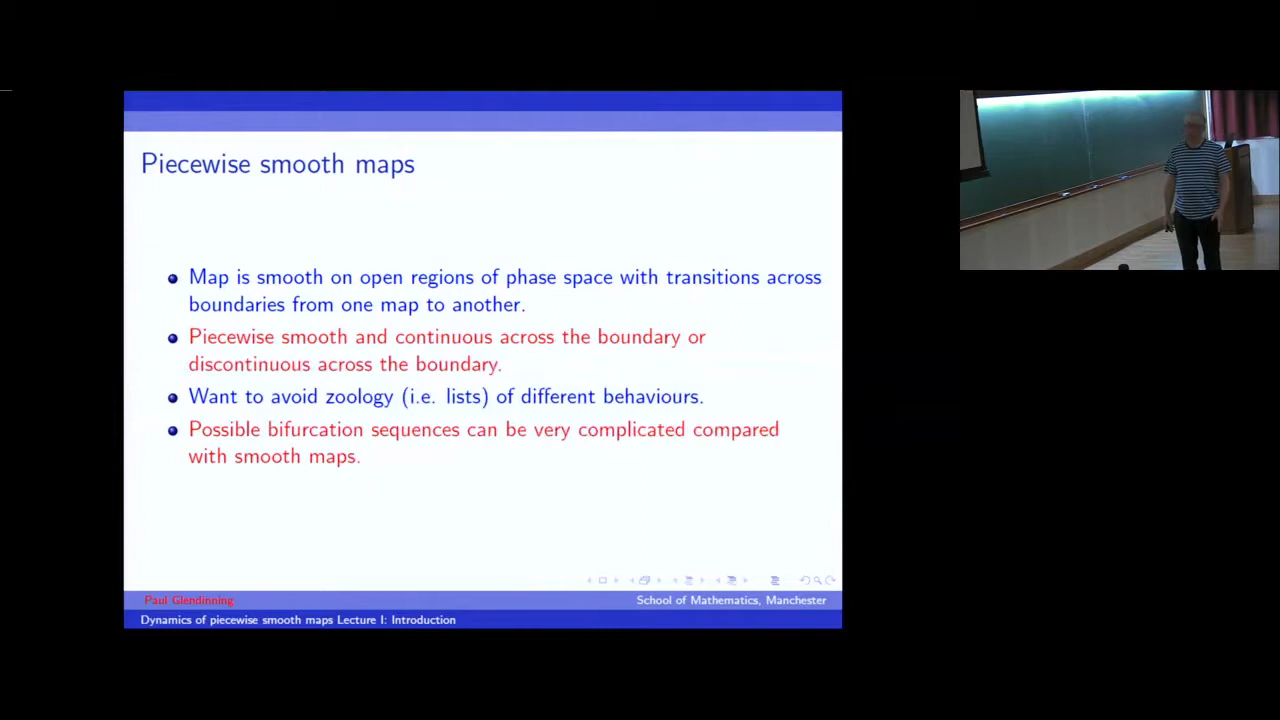 Piecewise smooth maps
Map is smooth on open regions of phase space with transitions across
boundaries from one map to another.
Piecewise smooth and continuous across the boundary or
discontinuous across the boundary.
Want to avoid zoology (i.e. lists) of different behaviours.
Possible bifurcation sequences can be very complicated compared
with smooth maps.
Paul Glendinning
School of Mathematics, Manchester
Dynamics of piecewise smooth maps Lecture I: Introduction